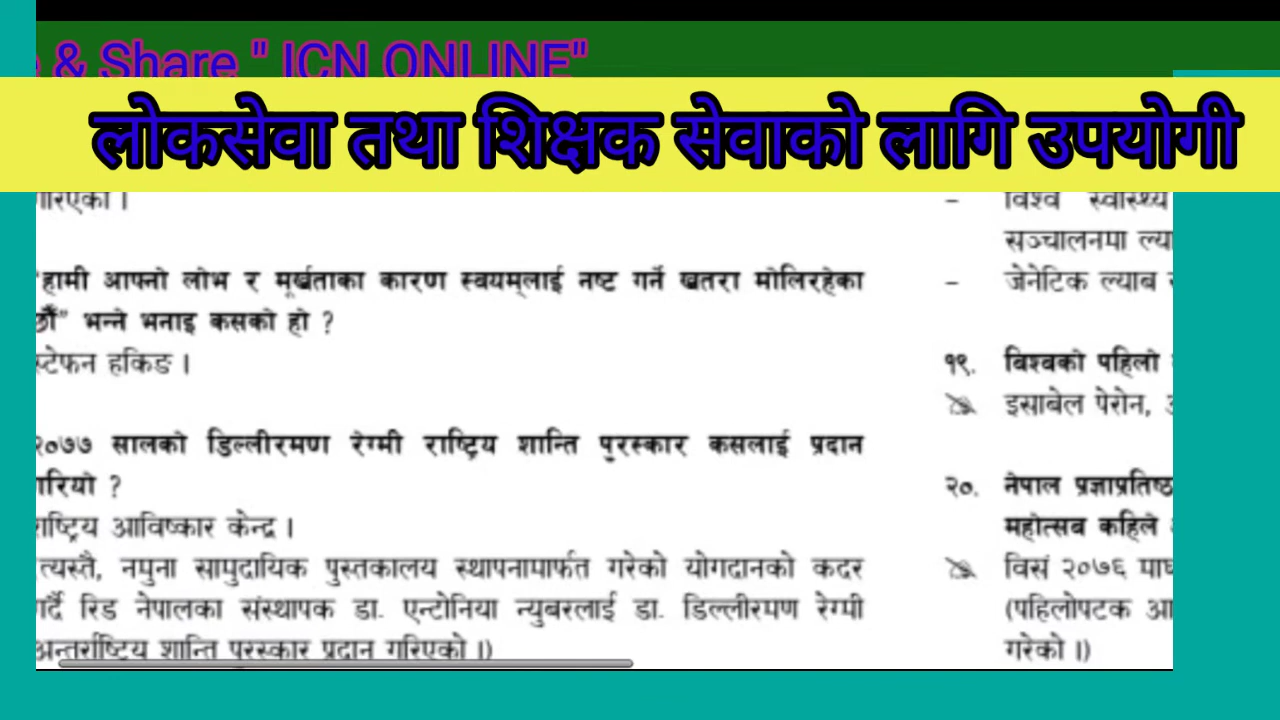 & Share " ICN ONLINE"
लोकसेवा तथा शिक्षक सेवाको लागि उपयोगी
गरिएको ।
"हामी आफ्नो लोभ र मूर्खताका कारण स्वयम्‌लाई नष्ट गर्ने खतरा मोलिरहेका
छौँ" भन्ने भनाइ कसको हो ?
स्टेफन हकिङ ।
२०७७ सालको डिल्लीरमण रेग्मी राष्ट्रिय शान्ति पुरस्कार कसलाई प्रदान
गरियो ?
राष्ट्रिय आविष्कार केन्द्र ।
त्यस्तै, नमुना सामुदायिक पुस्तकालय स्थापनामार्फत गरेको योगदानको कदर
गर्दै रिड नेपालका संस्थापक डा. एन्टोनिया न्युबरलाई डा. डिल्लीरमण रेग्मी
अन्तर्राष्ट्रिय शान्ति पुरस्कार प्रदान गरिएको ।)
- विश्व स्वास्थ्य
सञ्चालनमा ल्या
- जेनेटिक ल्याब
१९. विश्वको पहिलो
इसाबेल पेरोन,
२०. नेपाल प्रज्ञाप्रतिष्ठ
महोत्सव कहिले
विसं २०७६ माघ
(पहिलोपटक आ
गरेको ।)